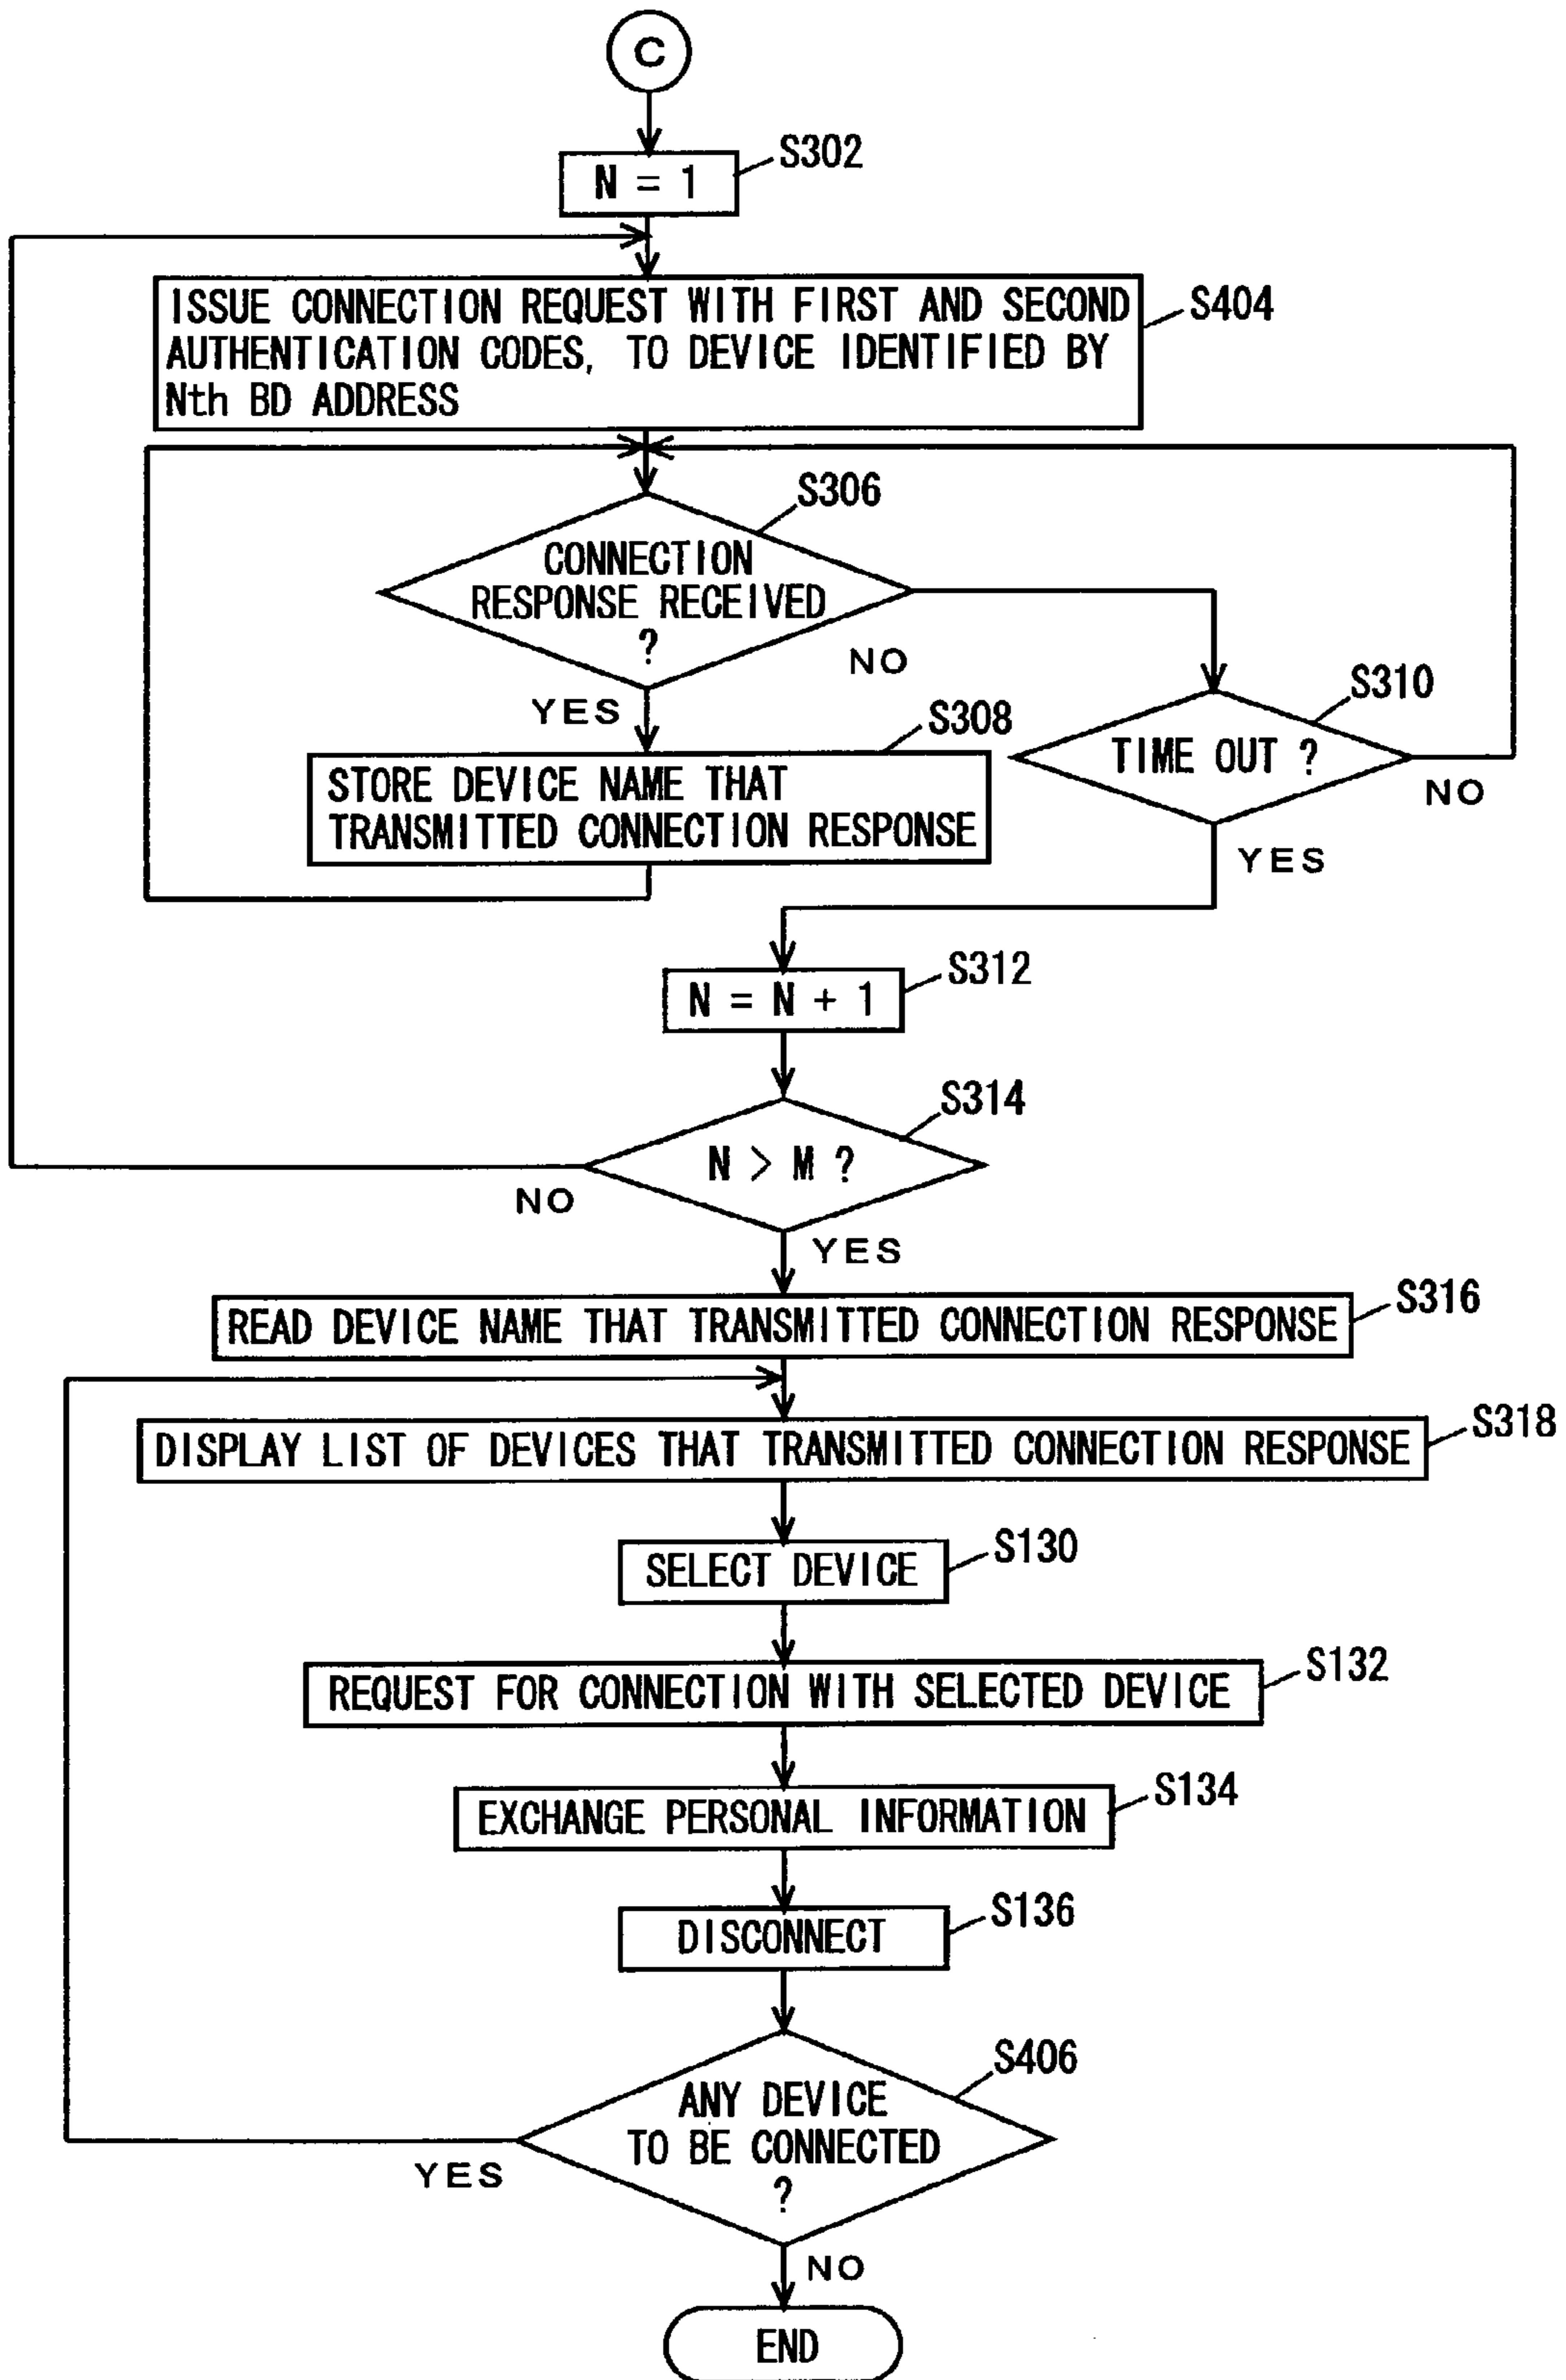 C
S302
N = 1
S404
ISSUE CONNECTION REQUEST WITH FIRST AND SECOND
AUTHENTICATION CODES, TO DEVICE IDENTIFIED BY
Nth BD ADDRESS
S306
CONNECTION
RESPONSE RECEIVED
?
NO
YES
S310
TIME OUT ?
NO
YES
S308
STORE DEVICE NAME THAT
TRANSMITTED CONNECTION RESPONSE
S312
N = N + 1
S314
N > M ?
NO
YES
S316
READ DEVICE NAME THAT TRANSMITTED CONNECTION RESPONSE
S318
DISPLAY LIST OF DEVICES THAT TRANSMITTED CONNECTION RESPONSE
S130
SELECT DEVICE
S132
REQUEST FOR CONNECTION WITH SELECTED DEVICE
S134
EXCHANGE PERSONAL INFORMATION
S136
DISCONNECT
S406
ANY DEVICE
TO BE CONNECTED
?
YES
NO
END